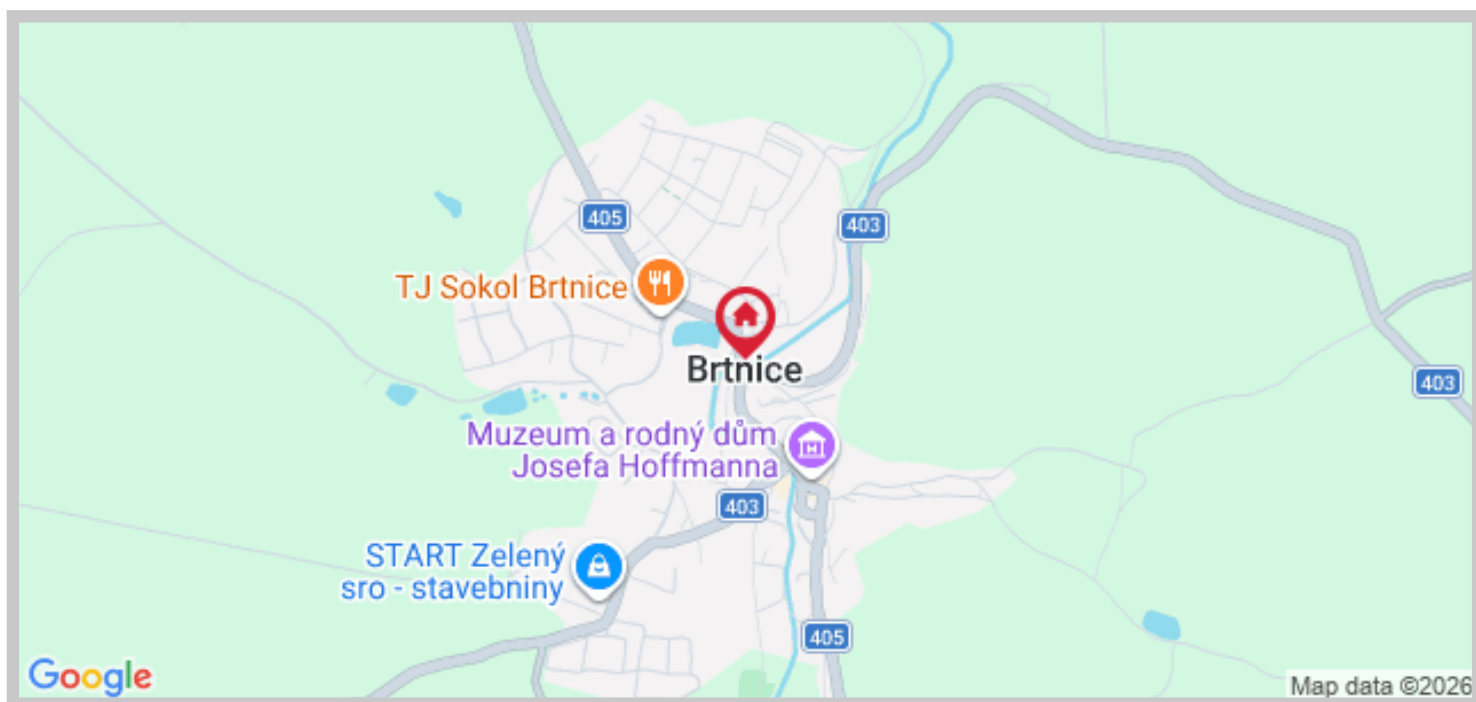 405
403
TJ Sokol Brtnice
Brtnice
403
Muzeum a rodný dům
Josefa Hoffmanna
403
START Zelený
sro - stavebniny
405
Google
Map data ©2026